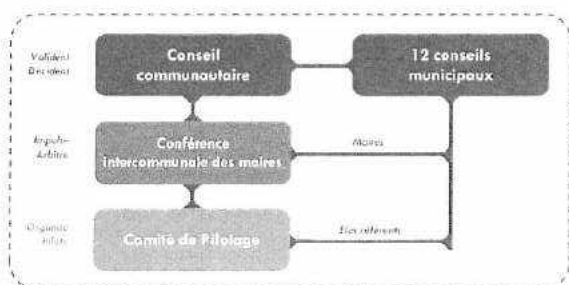 Valident
Décident
Conseil
communautaire
12 conseils
municipaux
Arbitre
Conférence
intercommunale des maires
Maires
Organise
Comité de Pilotage
Elus référents